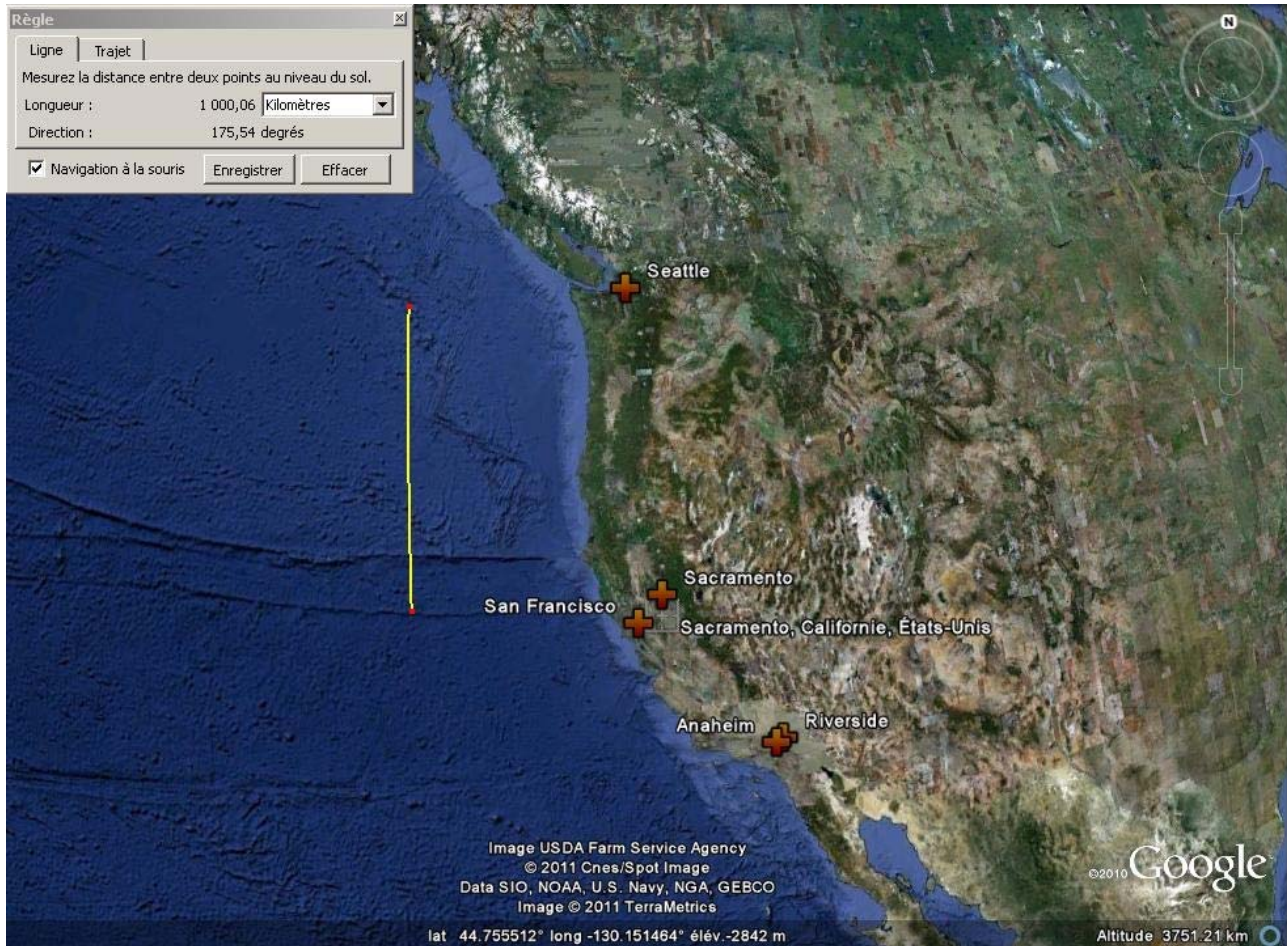 Règle
Ligne Trajet
Mesurez la distance entre deux points au niveau du sol.
Longueur : 1 000,06 Kilomètres
Direction : 175,54 degrés
Navigation à la souris Enregistrer Effacer
N
Seattle
Sacramento
San Francisco
Sacramento, Californie, États-Unis
Anaheim
Riverside
Image USDA Farm Service Agency
© 2011 Cnes/Spot Image
Data SIO, NOAA, U.S. Navy, NGA, GEBCO
Image © 2011 TerraMetrics
©2010 Google
lat 44.755512° long -130.151464° élév.-2842 m
Altitude 3751.21 km